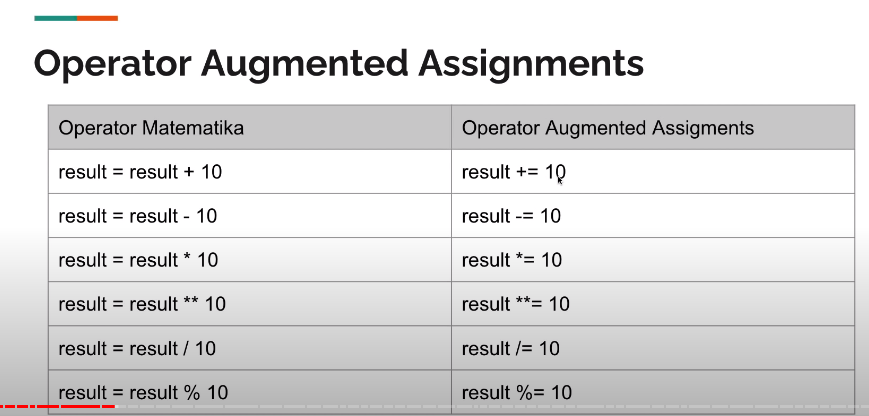 Operator Augmented Assignments
Operator Matematika Operator Augmented Assigments
result = result + 10 result += 10
result = result - 10 result -= 10
result = result * 10 result *= 10
result = result ** 10 result **= 10
result = result / 10 result /= 10
result = result % 10 result %= 10